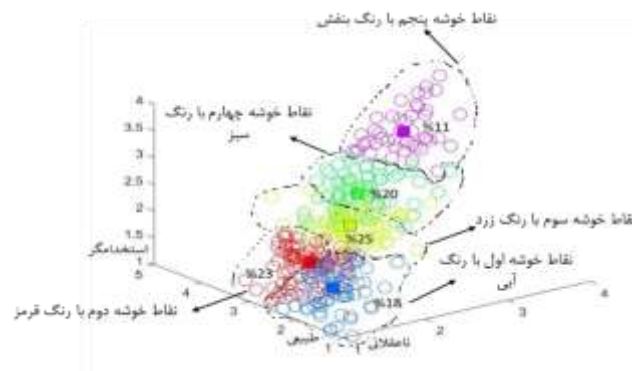 نقاط خوشه پنجم با رنگ بنفش
نقاط خوشه چهارم با رنگ
سبز
%11
%20
%25
%23
%18
نقاط خوشه سوم با رنگ زرد
نقاط خوشه اول با رنگ
آبی
نقاط خوشه دوم با رنگ قرمز
4
3.5
3
2.5
2
1.5
1
استخدامگر
5
4
3
2
1
طبیعی
ناعقلانی
1
2
3
4